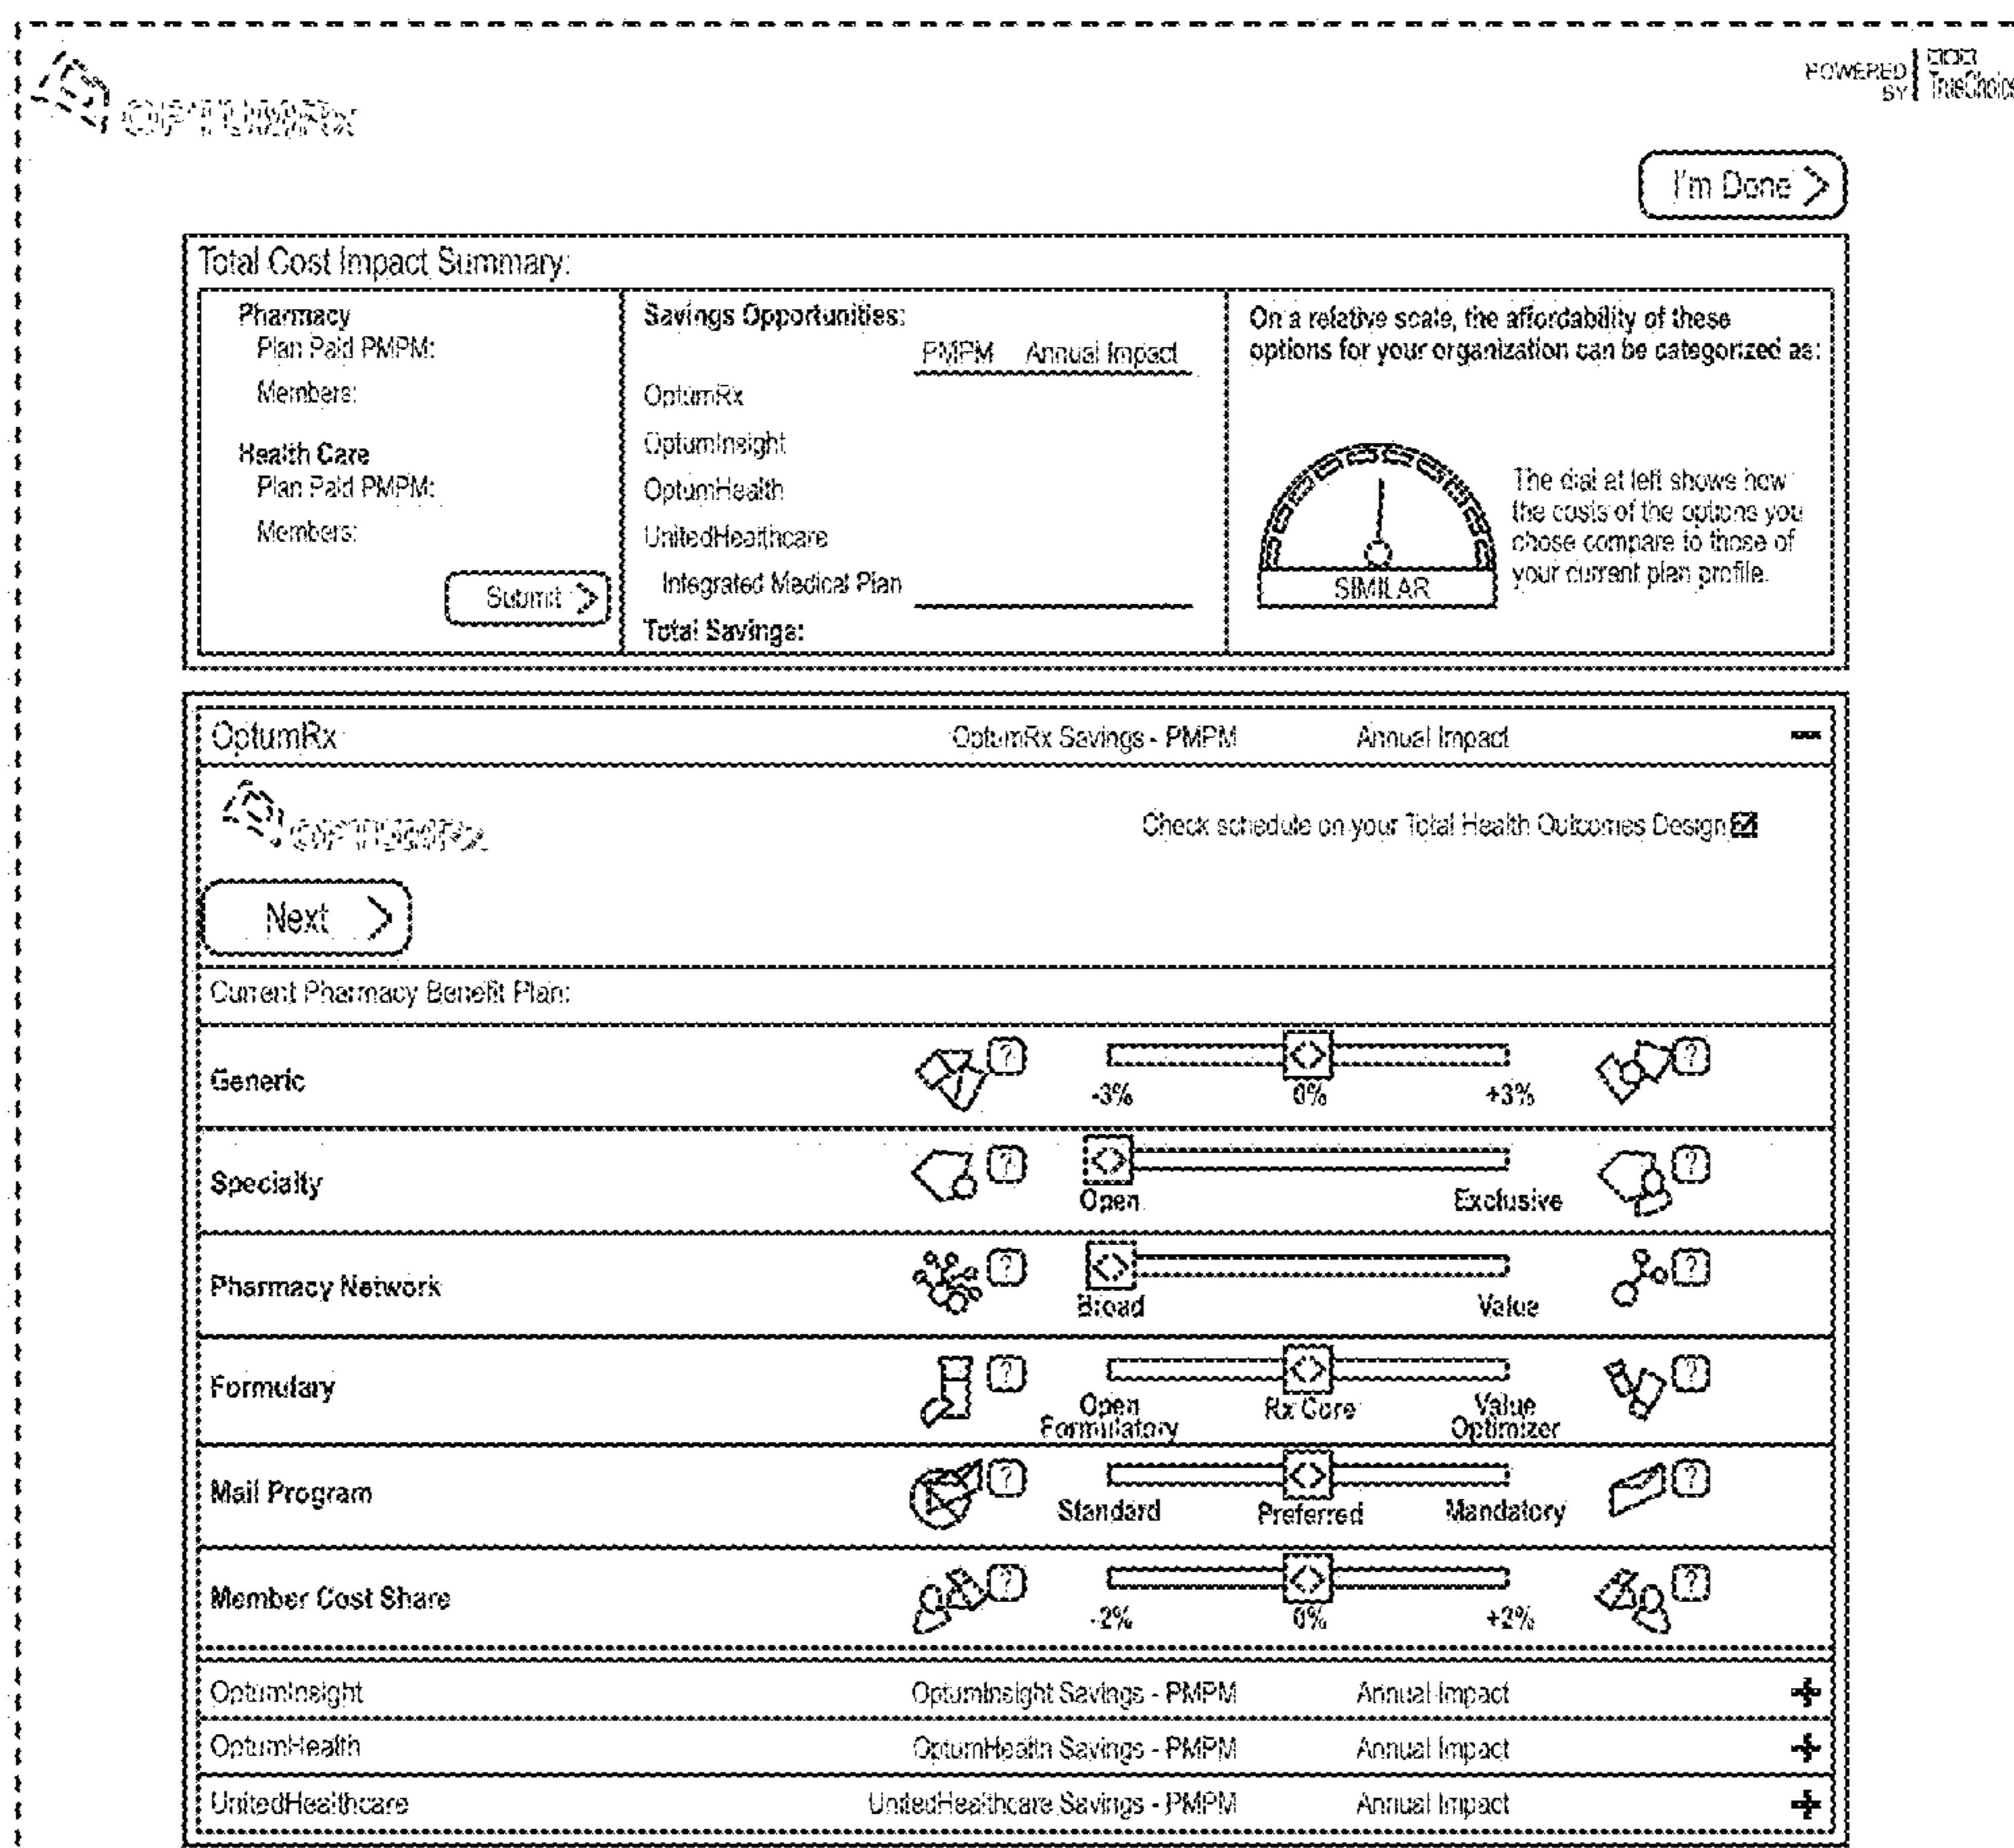 OPTUMRx
POWERED BY
TrueChoice
I'm Done >
Total Cost Impact Summary:
Pharmacy
Plan Paid PMPM:
Members:
Health Care
Plan Paid PMPM:
Members:
Submit >
Savings Opportunities:
PMPM Annual Impact
OptumRx
OptumInsight
OptumHealth
UnitedHealthcare
Integrated Medical Plan
Total Savings:
On a relative scale, the affordability of these
options for your organization can be categorized as:
SIMILAR
The dial at left shows how
the costs of the options you
chose compare to those of
your current plan profile.
OptumRx OptumRx Savings - PMPM Annual Impact
OPTUMRx
Check schedule on your Total Health Outcomes Design
Next >
Current Pharmacy Benefit Plan:
Generic ? ?
-3% 0% +3%
Specialty ? ?
Open Exclusive
Pharmacy Network ? ?
Broad Value
Formulary ? ?
Open Rx Core Value
Formulatory Optimizer
Mail Program ? ?
Standard Preferred Mandatory
Member Cost Share ? ?
-2% 0% +2%
OptumInsight OptumInsight Savings - PMPM Annual Impact +
OptumHealth OptumHealth Savings - PMPM Annual Impact +
UnitedHealthcare UnitedHealthcare Savings - PMPM Annual Impact +